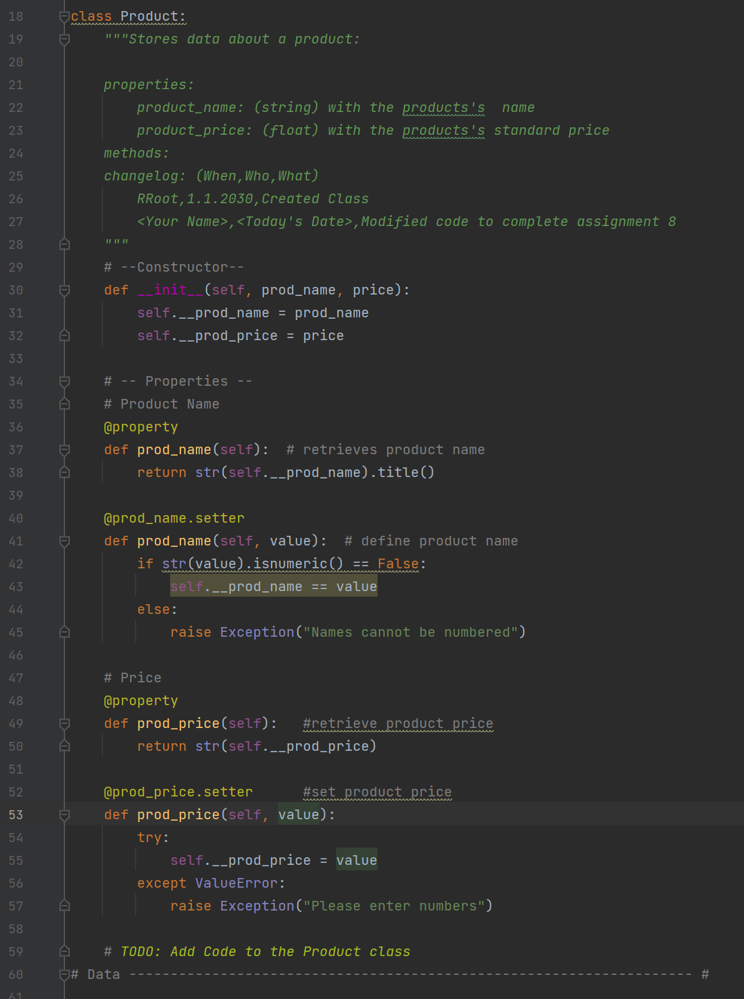 18 class Product:
19     """Stores data about a product:
20
21     properties:
22         product_name: (string) with the products's  name
23         product_price: (float) with the products's standard price
24     methods:
25     changelog: (When,Who,What)
26         RRoot,1.1.2030,Created Class
27         <Your Name>,<Today's Date>,Modified code to complete assignment 8
28     """
29     # --Constructor--
30     def __init__(self, prod_name, price):
31         self.__prod_name = prod_name
32         self.__prod_price = price
33
34     # -- Properties --
35     # Product Name
36     @property
37     def prod_name(self):  # retrieves product name
38         return str(self.__prod_name).title()
39
40     @prod_name.setter
41     def prod_name(self, value):  # define product name
42         if str(value).isnumeric() == False:
43             self.__prod_name == value
44         else:
45             raise Exception("Names cannot be numbered")
46
47     # Price
48     @property
49     def prod_price(self):   #retrieve product price
50         return str(self.__prod_price)
51
52     @prod_price.setter      #set product price
53     def prod_price(self, value):
54         try:
55             self.__prod_price = value
56         except ValueError:
57             raise Exception("Please enter numbers")
58
59     # TODO: Add Code to the Product class
60 # Data -------------------------------------------------------------------- #
61